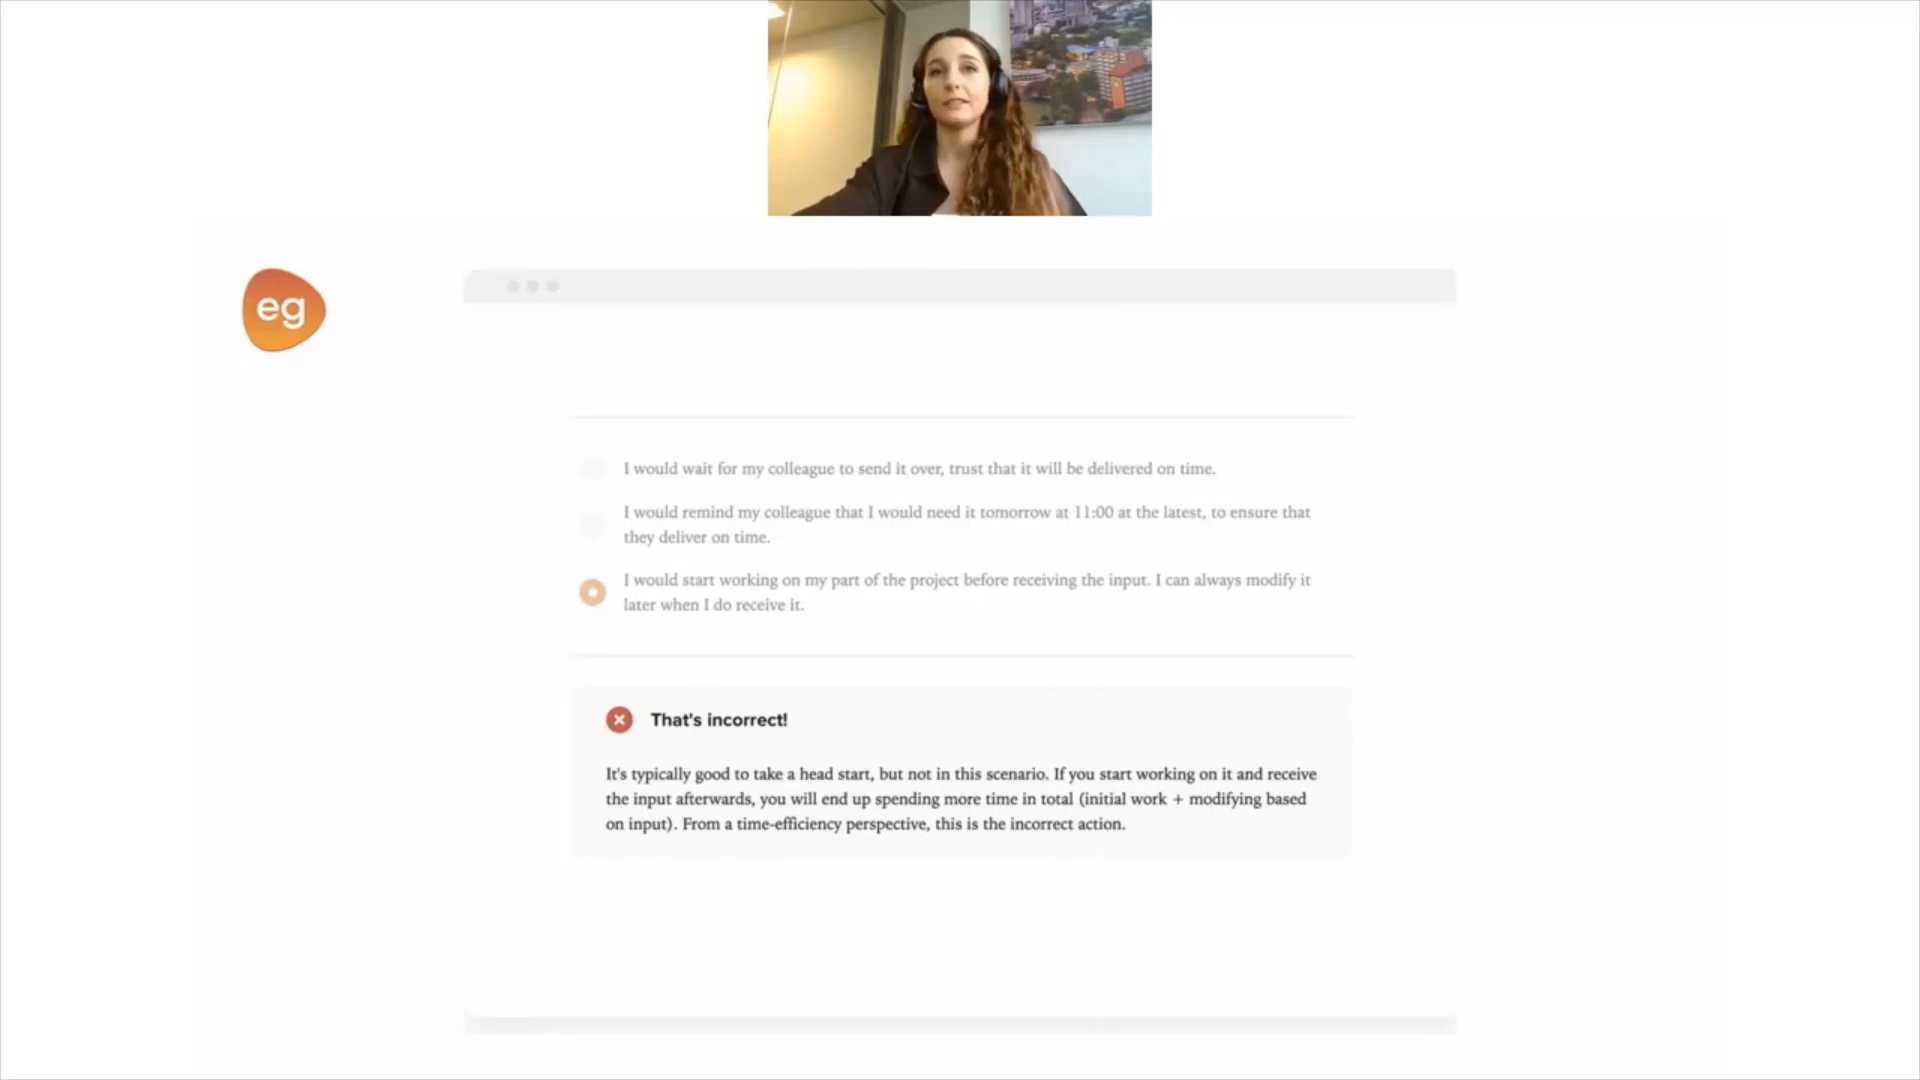 eg
I would wait for my colleague to send it over, trust that it will be delivered on time.
I would remind my colleague that I would need it tomorrow at 11:00 at the latest, to ensure that
they deliver on time.
I would start working on my part of the project before receiving the input. I can always modify it
later when I do receive it.
That's incorrect!
It's typically good to take a head start, but not in this scenario. If you start working on it and receive
the input afterwards, you will end up spending more time in total (initial work + modifying based
on input). From a time-efficiency perspective, this is the incorrect action.